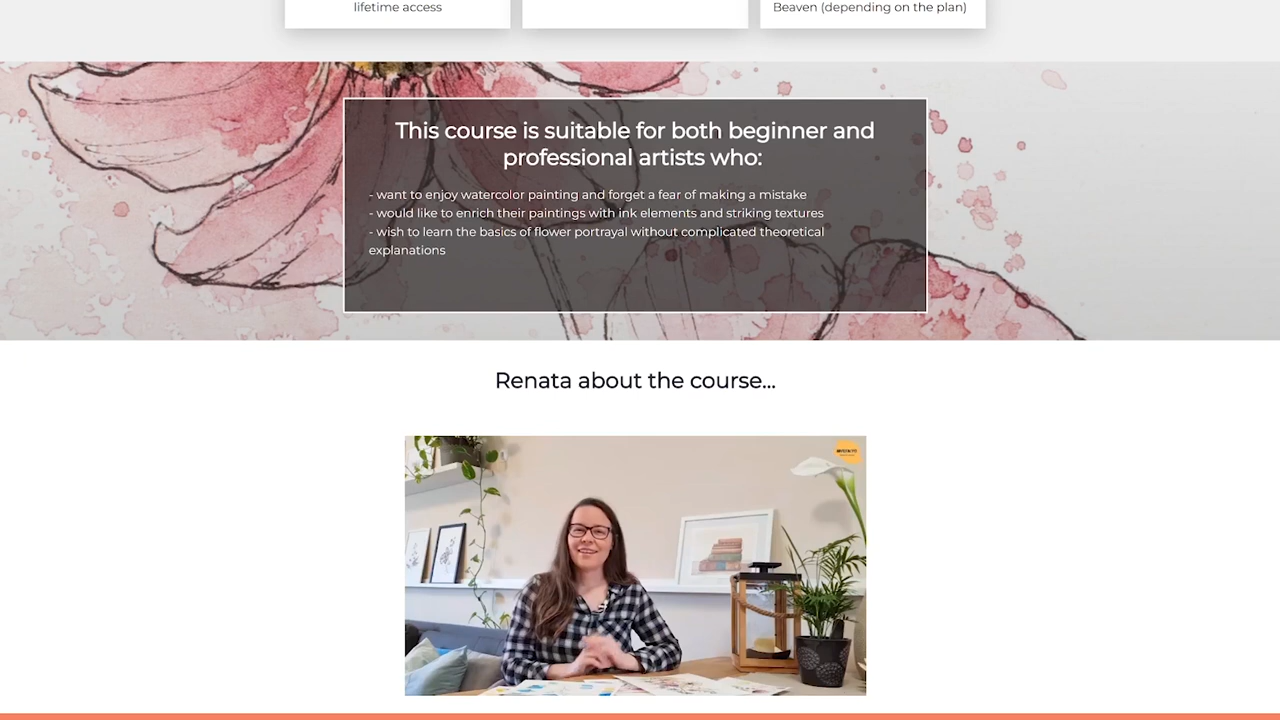 lifetime access
Beaven (depending on the plan)
This course is suitable for both beginner and
professional artists who:
- want to enjoy watercolor painting and forget a fear of making a mistake
- would like to enrich their paintings with ink elements and striking textures
- wish to learn the basics of flower portrayal without complicated theoretical
explanations
Renata about the course...